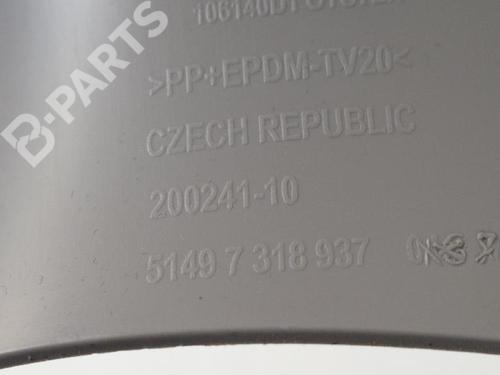 B-PARTS
>PP+EPDM-TV20<
CZECH REPUBLIC
200241-10
5149 7 318 937